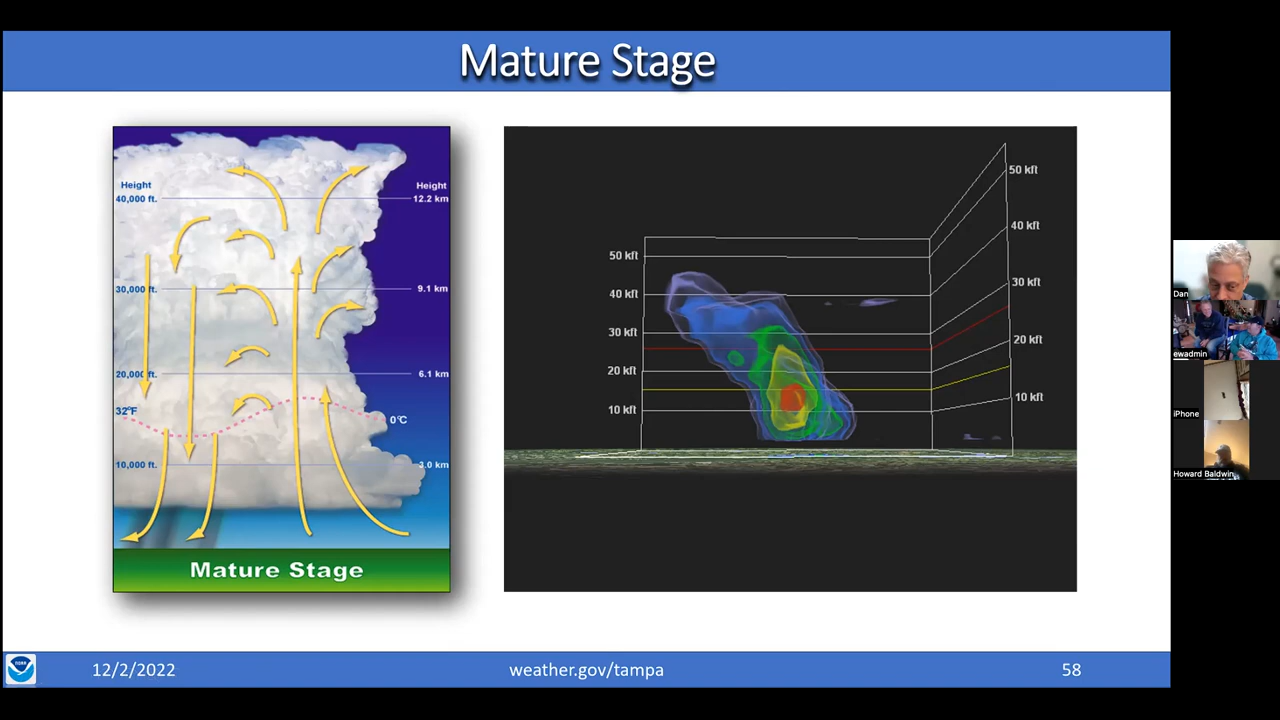 Mature Stage
Height
40,000 ft.
30,000 ft.
20,000 ft.
32°F
10,000 ft.
Height
12.2 km
9.1 km
6.1 km
0°C
3.0 km
Mature Stage
50 kft
40 kft
30 kft
20 kft
10 kft
50 kft
40 kft
30 kft
20 kft
10 kft
NOAA
12/2/2022
weather.gov/tampa
58
Dan
ewadmin
iPhone
Howard Baldwin